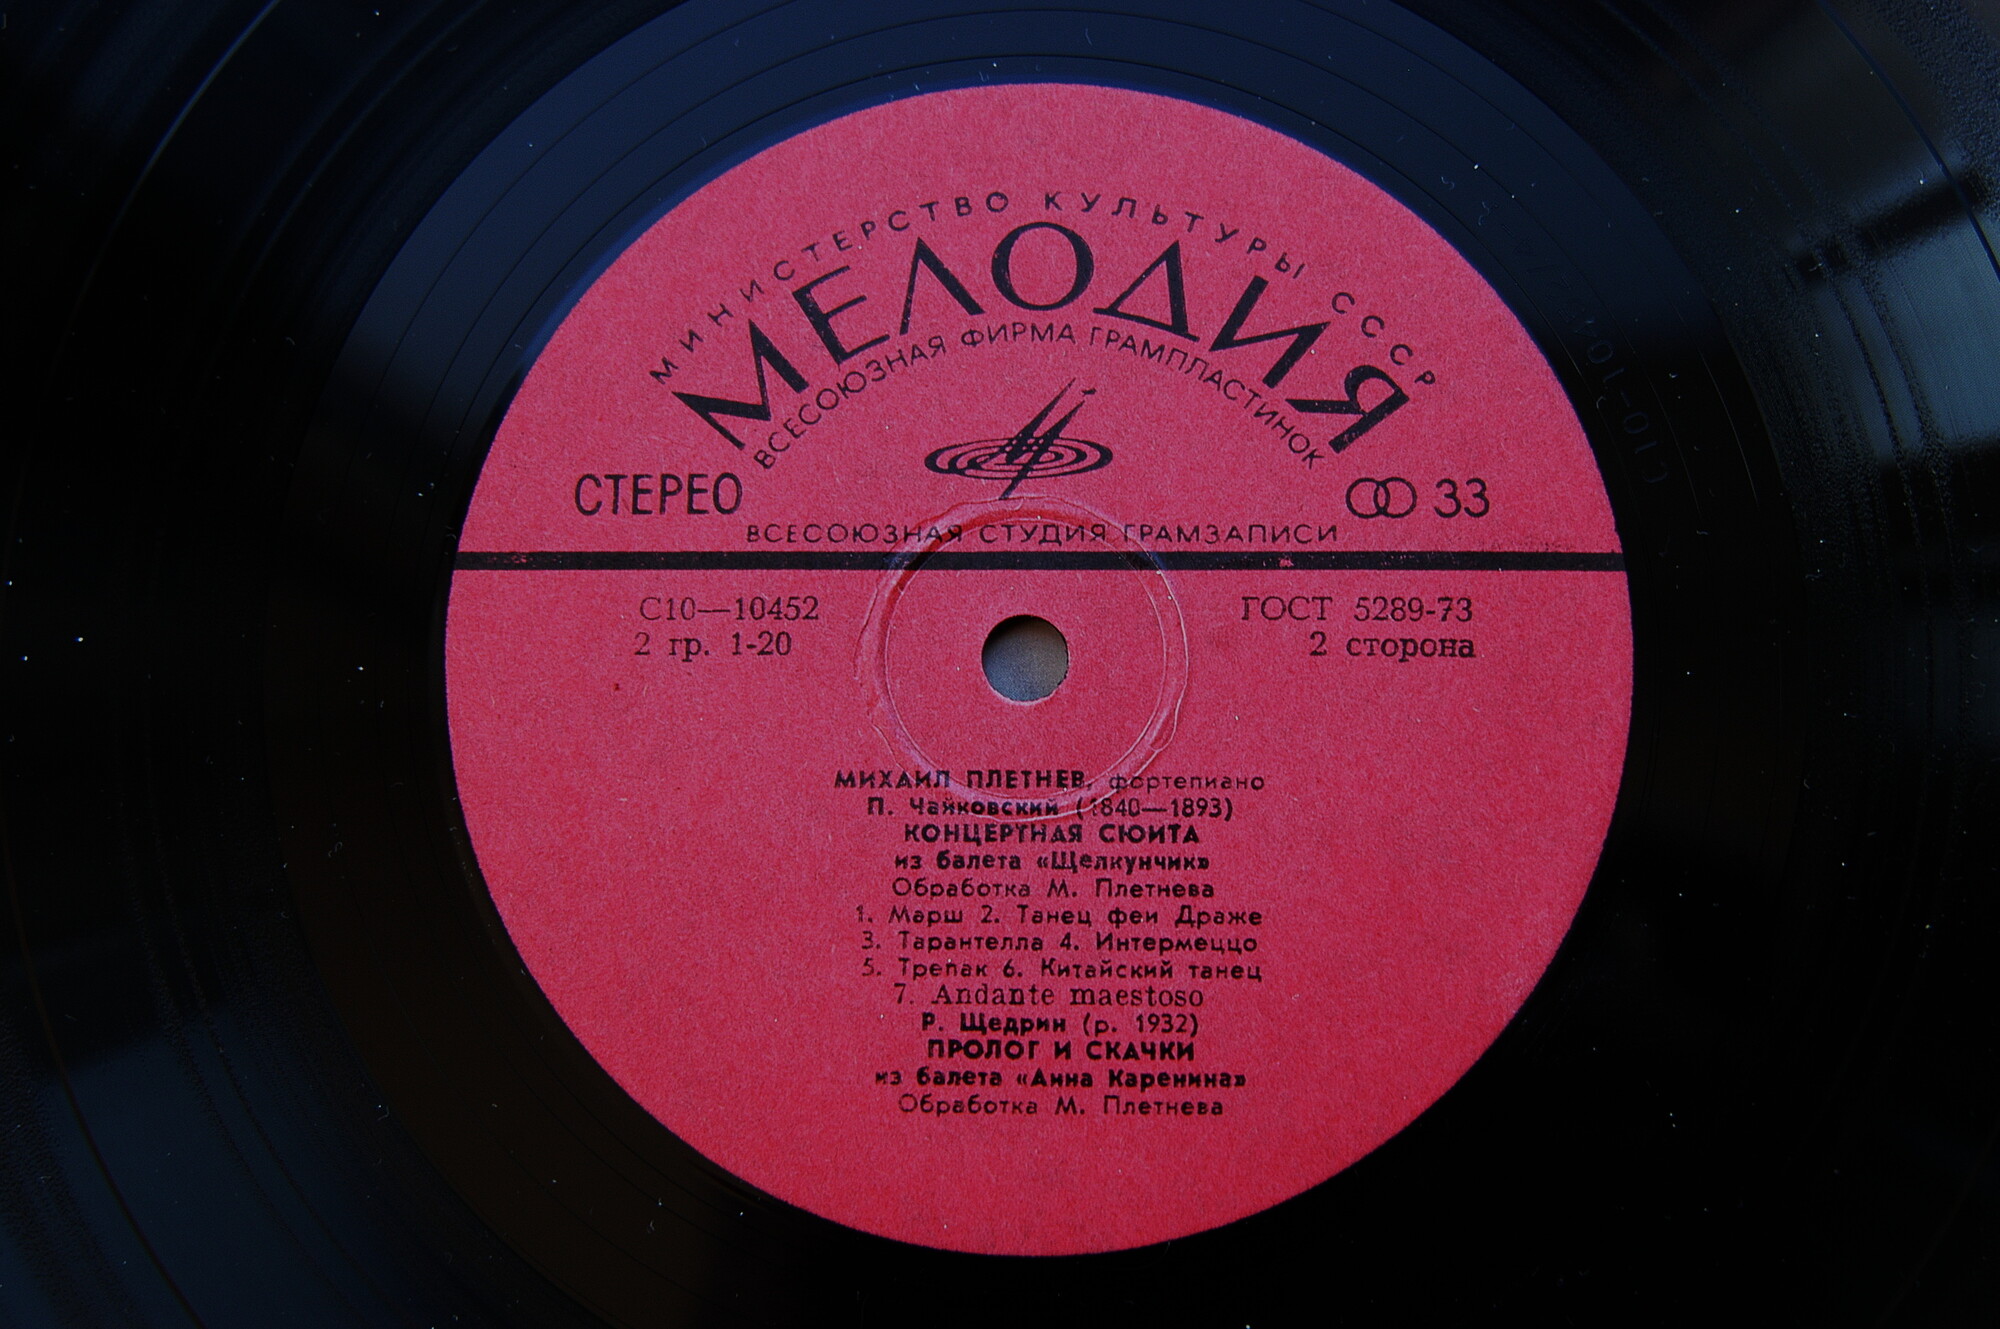 МИНИСТЕРСТВО КУЛЬТУРЫ СССР
МЕЛОДИЯ
ВСЕСОЮЗНАЯ ФИРМА ГРАМПЛАСТИНОК
СТЕРЕО
33
ВСЕСОЮЗНАЯ СТУДИЯ ГРАМЗАПИСИ
С10—10452
ГОСТ 5289-73
2 гр. 1-20
2 сторона
МИХАИЛ ПЛЕТНЕВ, фортепиано
П. Чайковский (1840—1893)
КОНЦЕРТНАЯ СЮИТА
из балета «Щелкунчик»
Обработка М. Плетнева
1. Марш 2. Танец феи Драже
3. Тарантелла 4. Интермеццо
5. Трепак 6. Китайский танец
7. Andante maestoso
Р. Щедрин (р. 1932)
ПРОЛОГ И СКАЧКИ
из балета «Анна Каренина»
Обработка М. Плетнева